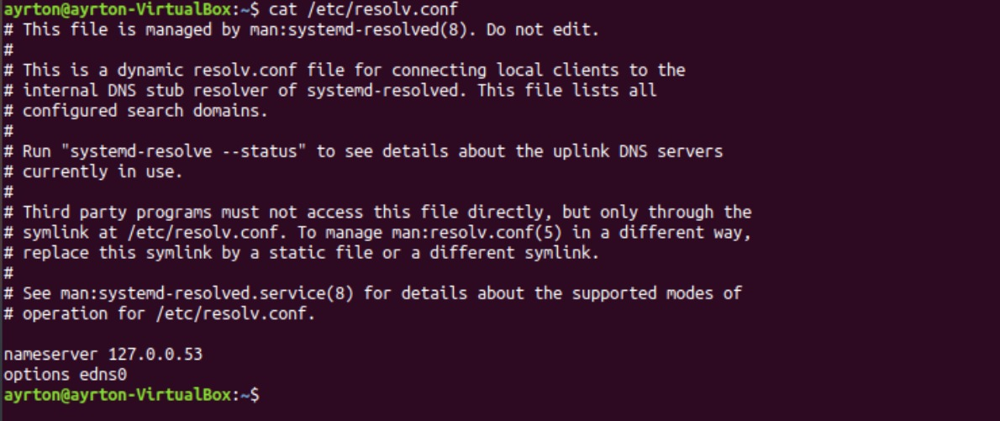 ayrton@ayrton-VirtualBox:~$ cat /etc/resolv.conf
# This file is managed by man:systemd-resolved(8). Do not edit.
#
# This is a dynamic resolv.conf file for connecting local clients to the
# internal DNS stub resolver of systemd-resolved. This file lists all
# configured search domains.
#
# Run "systemd-resolve --status" to see details about the uplink DNS servers
# currently in use.
#
# Third party programs must not access this file directly, but only through the
# symlink at /etc/resolv.conf. To manage man:resolv.conf(5) in a different way,
# replace this symlink by a static file or a different symlink.
#
# See man:systemd-resolved.service(8) for details about the supported modes of
# operation for /etc/resolv.conf.

nameserver 127.0.0.53
options edns0
ayrton@ayrton-VirtualBox:~$